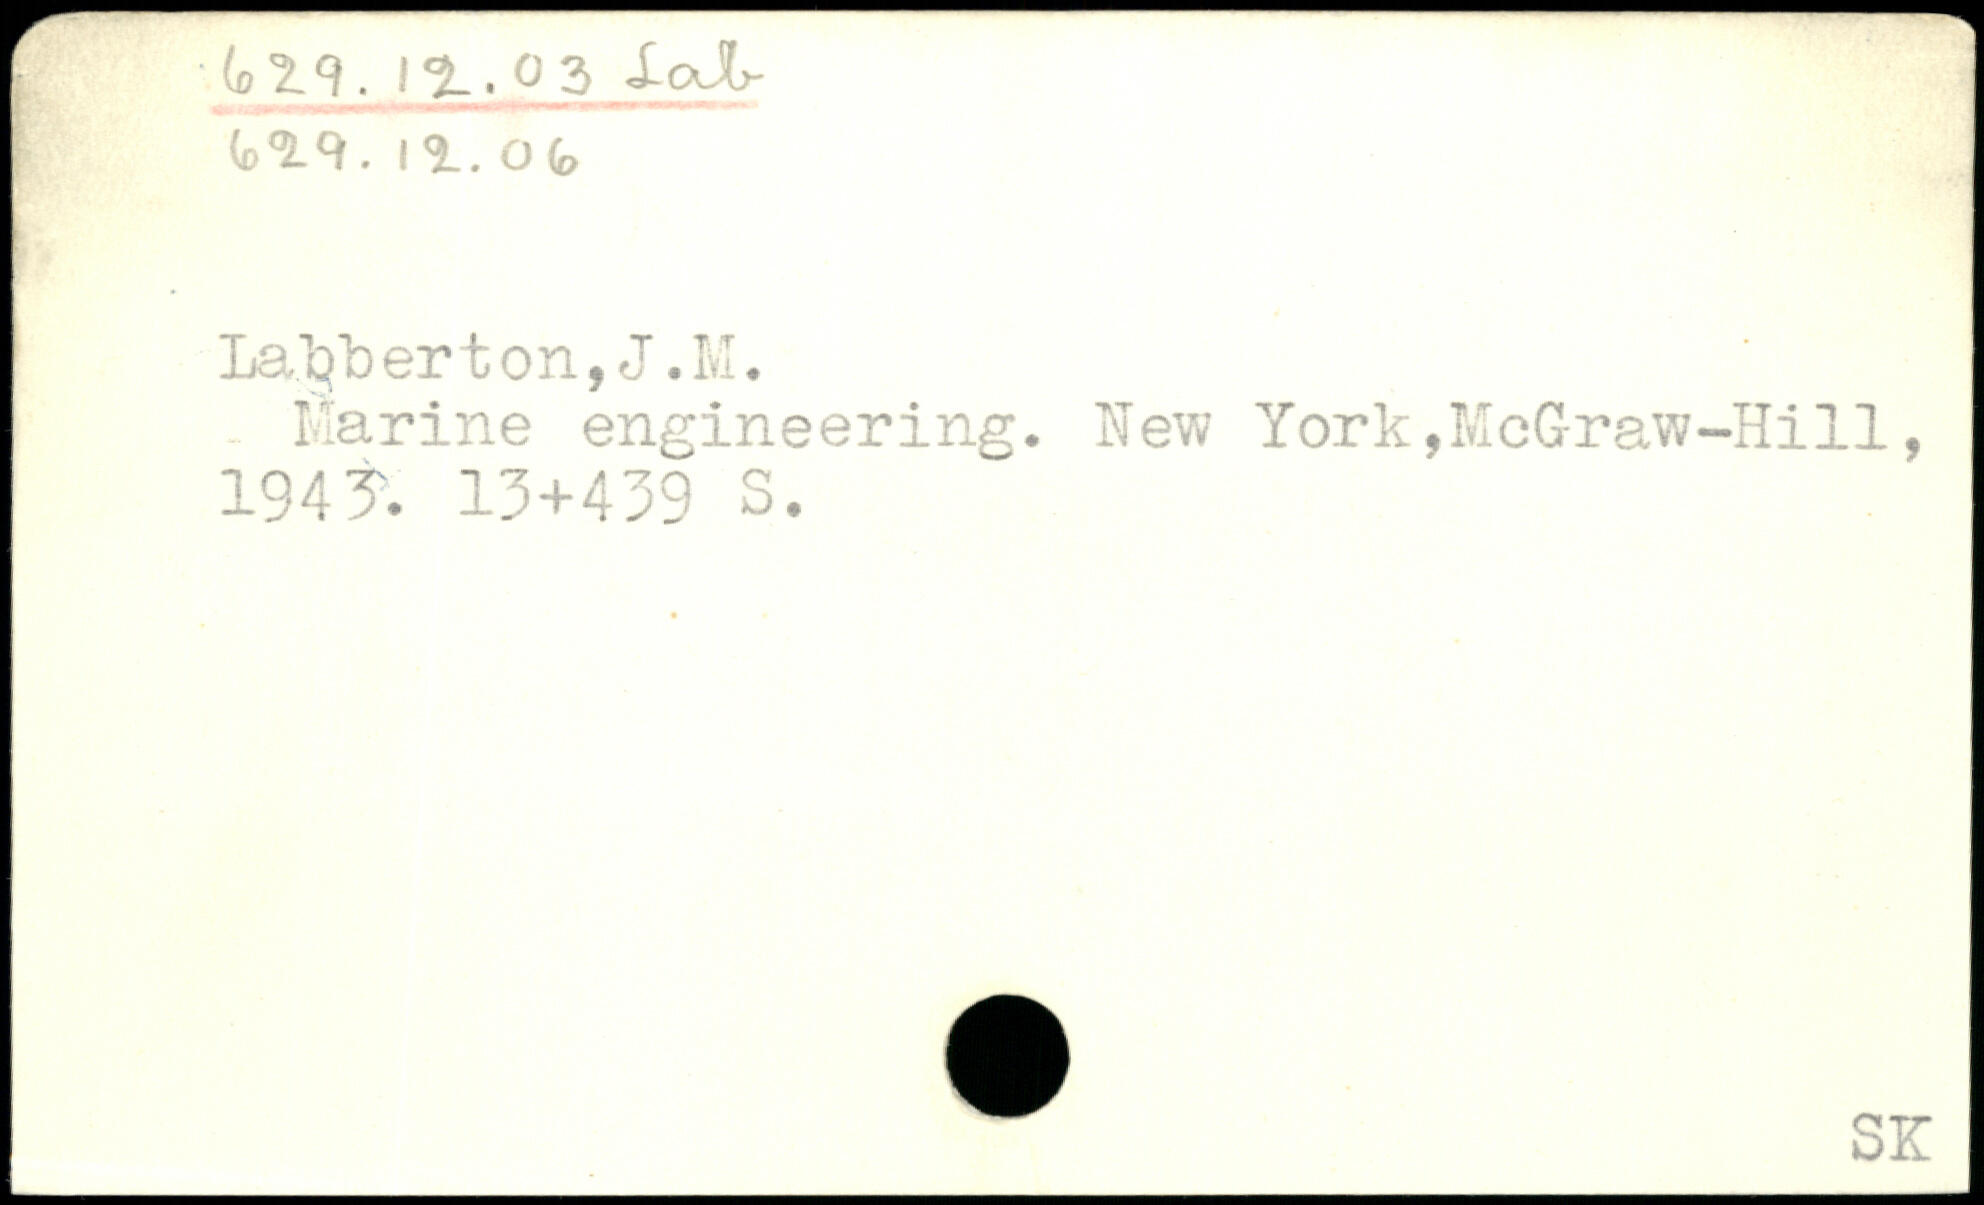 629.12.03 Lab
629.12.06
Labberton,J.M.
Marine engineering. New York,McGraw-Hill,
1943. 13+439 S.
SK